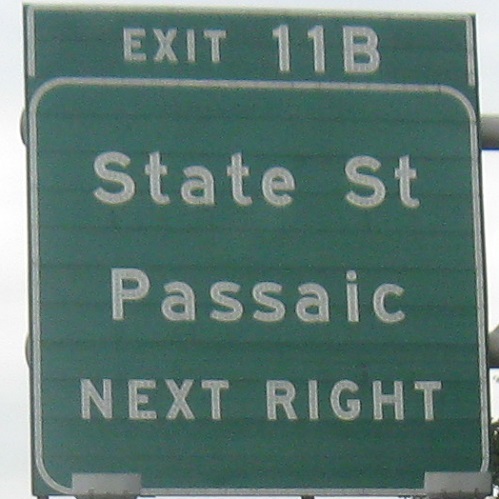 EXIT 11B
State St
Passaic
NEXT RIGHT